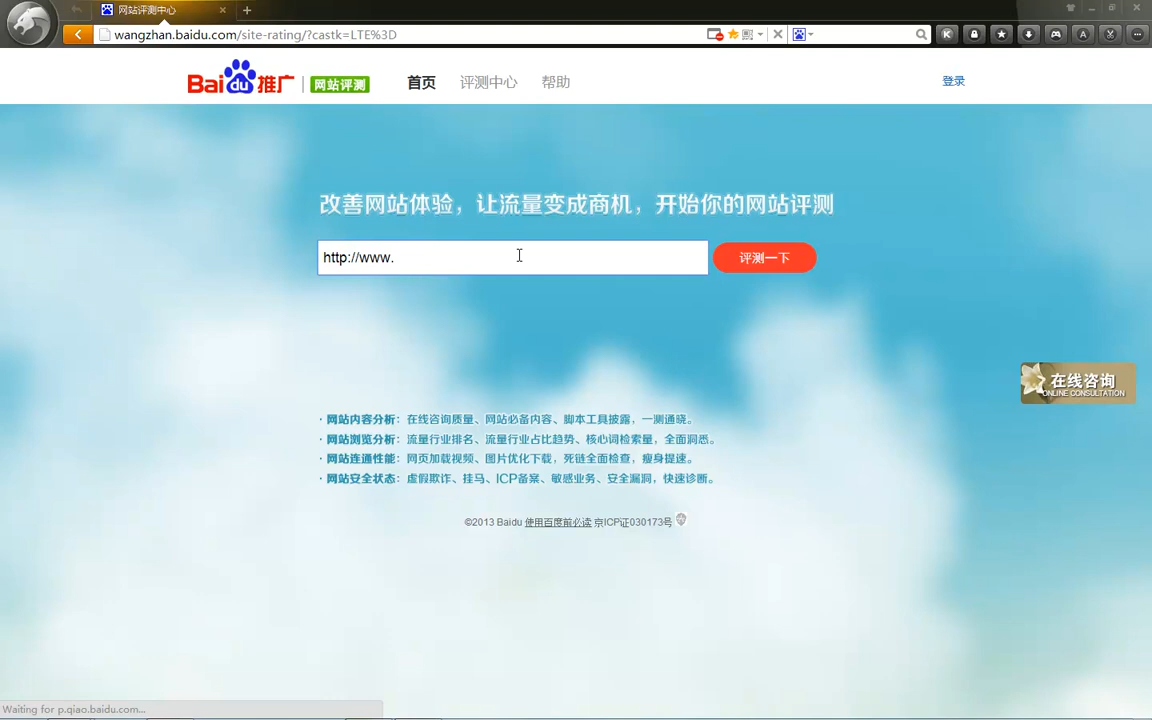 网站评测中心
wangzhan.baidu.com/site-rating/?castk=LTE%3D
Bai du 推广 | 网站评测
首页 评测中心 帮助
登录
改善网站体验，让流量变成商机，开始你的网站评测
http://www.
评测一下
在线咨询
ONLINE CONSULTATION
· 网站内容分析：在线咨询质量、网站必备内容、脚本工具披露，一测通晓。
· 网站浏览分析：流量行业排名、流量行业占比趋势、核心词检索量，全面洞悉。
· 网站连通性能：网页加载视频、图片优化下载，死链全面检查，瘦身提速。
· 网站安全状态：虚假欺诈、挂马、ICP备案、敏感业务、安全漏洞，快速诊断。
©2013 Baidu 使用百度前必读 京ICP证030173号
Waiting for p.qiao.baidu.com...